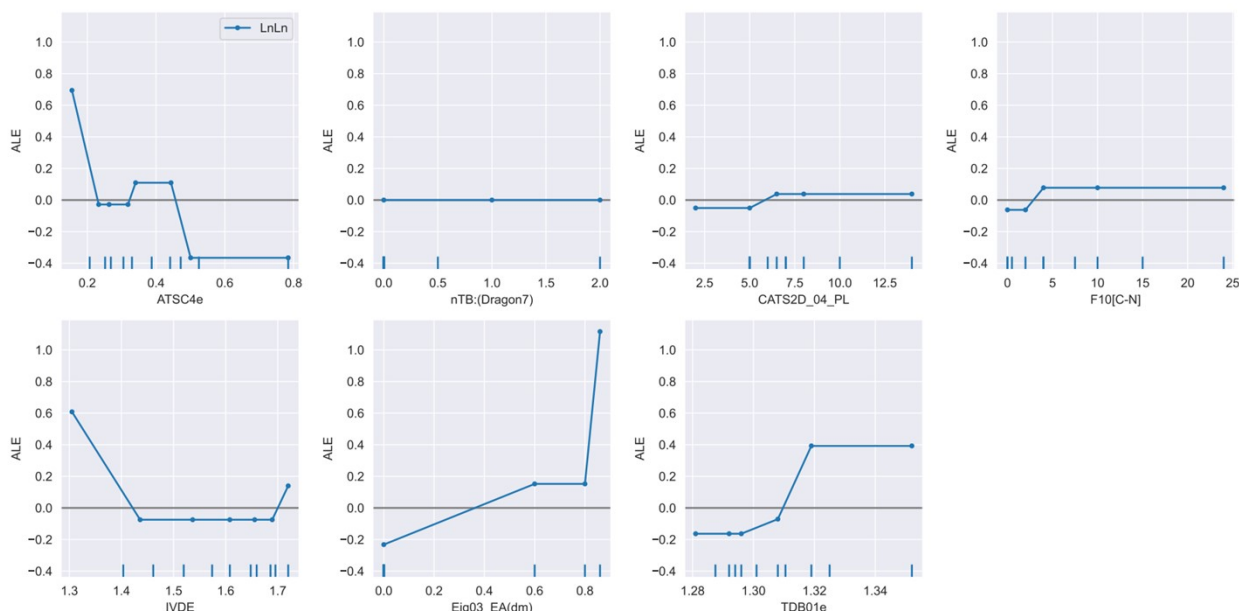 LnLn
ALE
1.0
0.8
0.6
0.4
0.2
0.0
−0.2
−0.4
0.2 0.4 0.6 0.8
ATSC4e
ALE
1.0
0.8
0.6
0.4
0.2
0.0
−0.2
−0.4
0.0 0.5 1.0 1.5 2.0
nTB:(Dragon7)
ALE
1.0
0.8
0.6
0.4
0.2
0.0
−0.2
−0.4
2.5 5.0 7.5 10.0 12.5
CATS2D_04_PL
ALE
1.0
0.8
0.6
0.4
0.2
0.0
−0.2
−0.4
0 5 10 15 20 25
F10[C-N]
ALE
1.0
0.8
0.6
0.4
0.2
0.0
−0.2
−0.4
1.3 1.4 1.5 1.6 1.7
IVDE
ALE
1.0
0.8
0.6
0.4
0.2
0.0
−0.2
−0.4
0.0 0.2 0.4 0.6 0.8
Eig03_EA(dm)
ALE
1.0
0.8
0.6
0.4
0.2
0.0
−0.2
−0.4
1.28 1.30 1.32 1.34
TDB01e